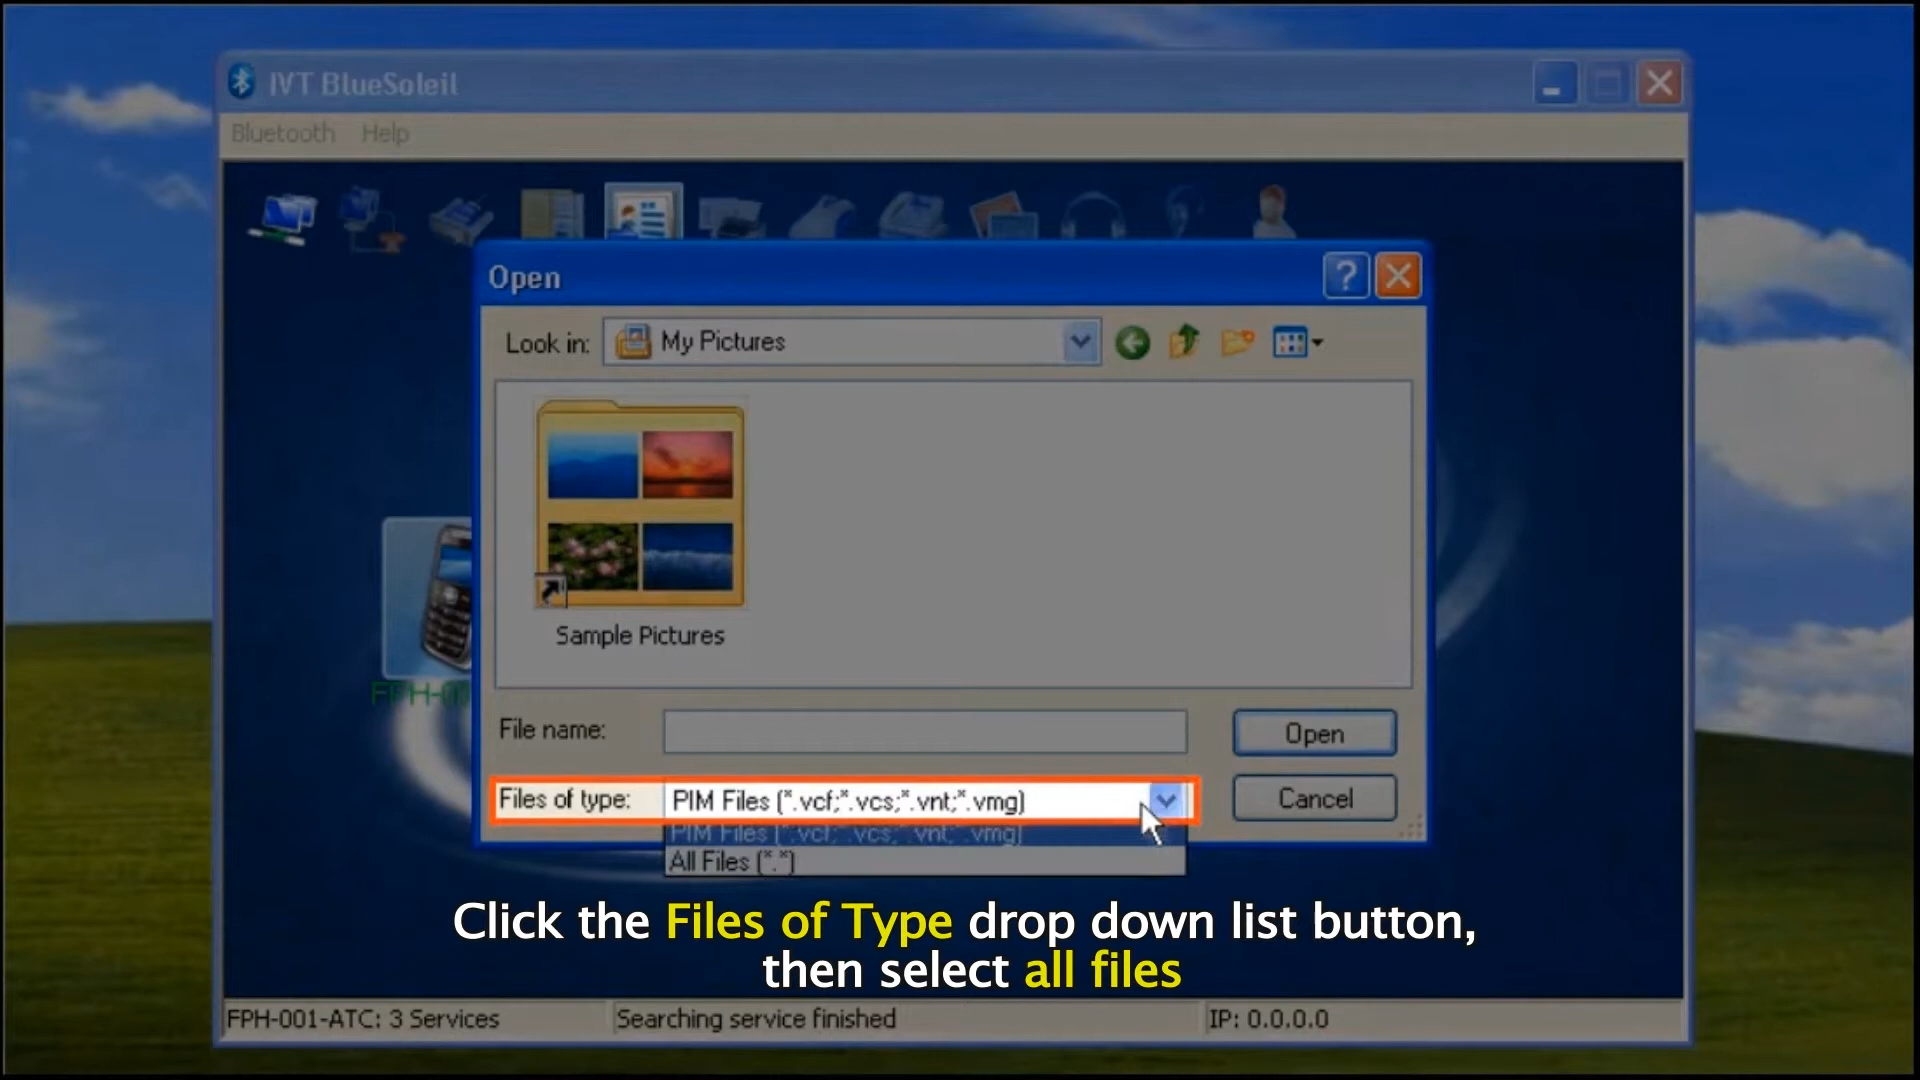 IVT BlueSoleil
Bluetooth Help
Open
Look in: My Pictures
Sample Pictures
File name:
Open
Files of type: PIM Files (*.vcf;*.vcs;*.vnt;*.vmg)
Cancel
PIM Files (*.vcf;*.vcs;*.vnt;*.vmg)
All Files (*.*)
Click the Files of Type drop down list button,
then select all files
FPH-001-ATC: 3 Services
Searching service finished
IP: 0.0.0.0